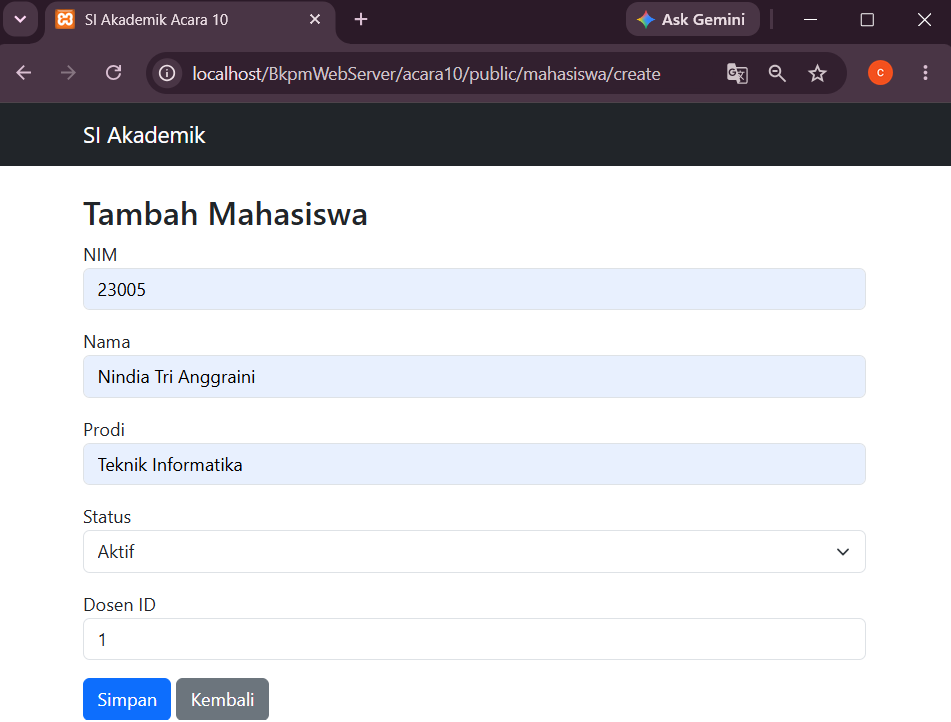 SI Akademik Acara 10
Ask Gemini
localhost/BkpmWebServer/acara10/public/mahasiswa/create
C
SI Akademik
Tambah Mahasiswa
NIM
23005
Nama
Nindia Tri Anggraini
Prodi
Teknik Informatika
Status
Aktif
Dosen ID
1
Simpan Kembali